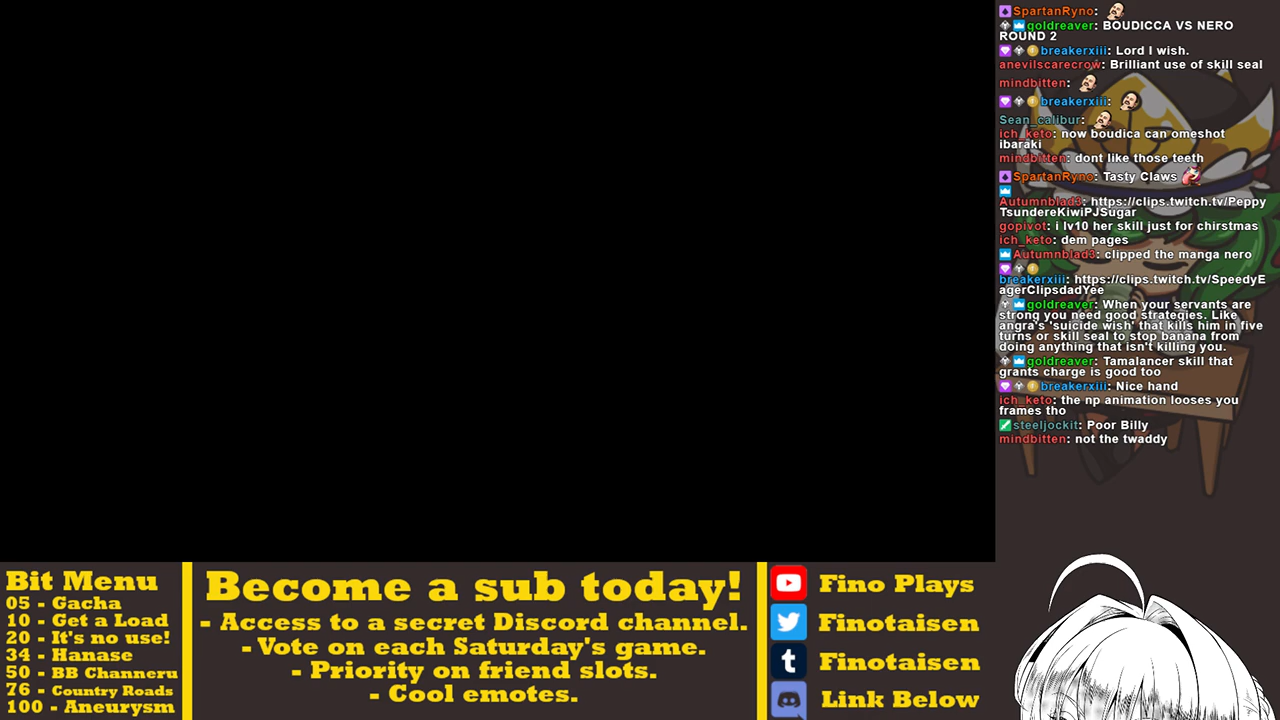 SpartanRyno:
goldreaver: BOUDICCA VS NERO
ROUND 2
breakerxiii: Lord I wish.
anevilscarecrow: Brilliant use of skill seal
mindbitten:
breakerxiii:
Sean_calibur:
ich_keto: now boudica can omeshot
ibaraki
mindbitten: dont like those teeth
SpartanRyno: Tasty Claws
Autumnblad3: https://clips.twitch.tv/Peppy
TsundereKiwiPJSugar
gopivot: i lv10 her skill just for chirstmas
ich_keto: dem pages
Autumnblad3: clipped the manga nero
breakerxiii: https://clips.twitch.tv/SpeedyE
agerClipsdadYee
goldreaver: When your servants are
strong you need good strategies. Like
angra's 'suicide wish' that kills him in five
turns or skill seal to stop banana from
doing anything that isn't killing you.
goldreaver: Tamalancer skill that
grants charge is good too
breakerxiii: Nice hand
ich_keto: the np animation looses you
frames tho
steeljockit: Poor Billy
mindbitten: not the twaddy
Bit Menu
05 - Gacha
10 - Get a Load
20 - It's no use!
34 - Hanase
50 - BB Channeru
76 - Country Roads
100 - Aneurysm
Become a sub today!
- Access to a secret Discord channel.
- Vote on each Saturday's game.
- Priority on friend slots.
- Cool emotes.
Fino Plays
Finotaisen
t Finotaisen
Link Below